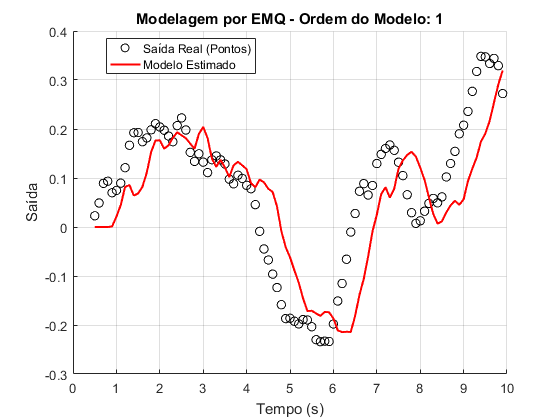 Modelagem por EMQ - Ordem do Modelo: 1
Saída Real (Pontos)
Modelo Estimado
Saída
0.4
0.3
0.2
0.1
0
-0.1
-0.2
-0.3
0 1 2 3 4 5 6 7 8 9 10
Tempo (s)